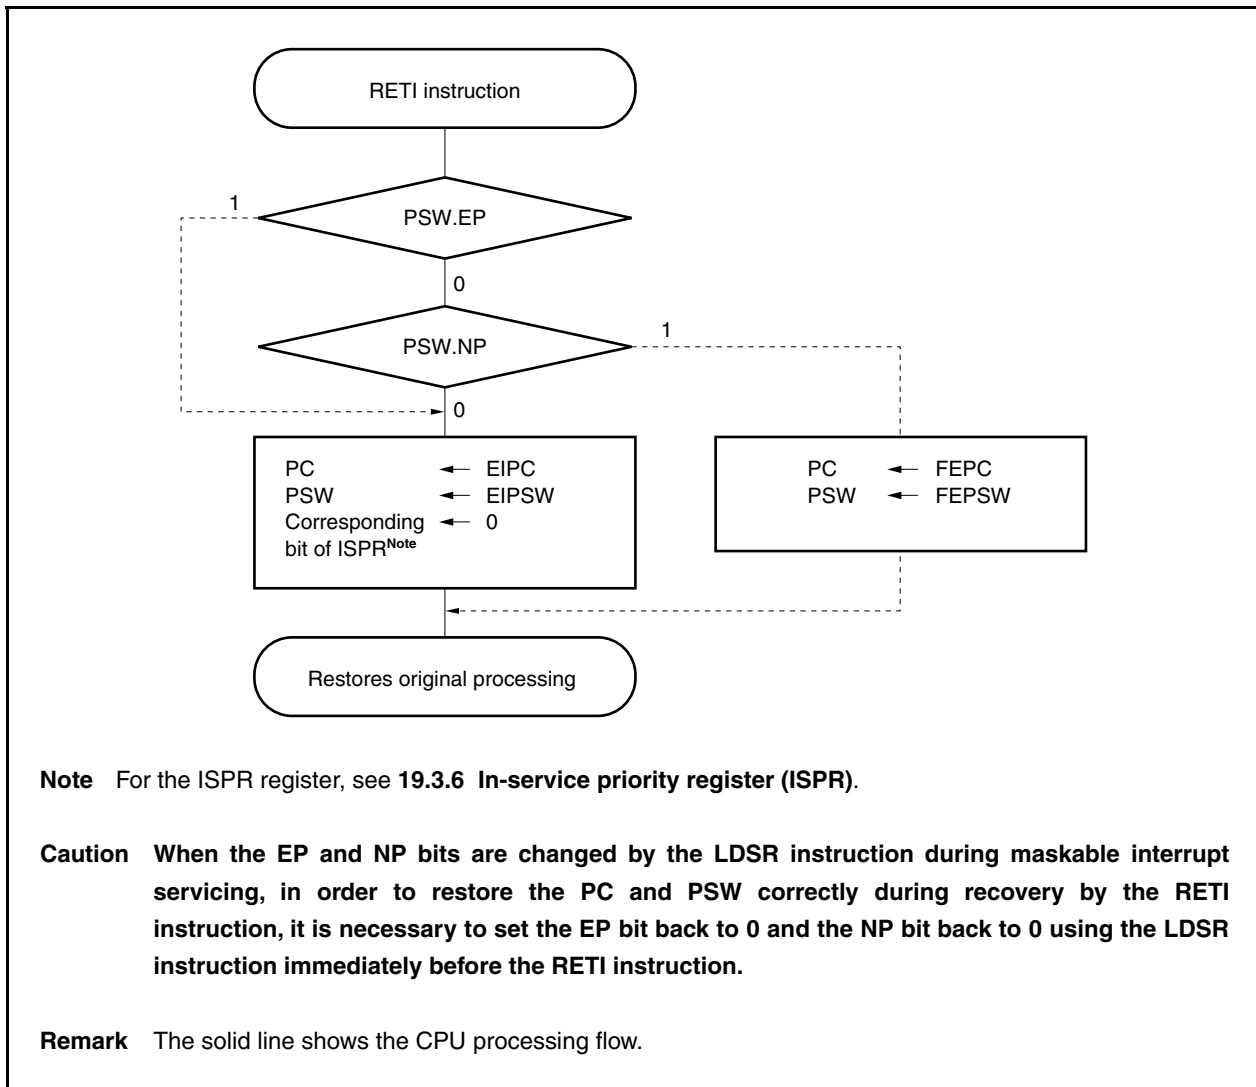 RETI instruction
1
PSW.EP
0
1
PSW.NP
0
PC ← EIPC
PSW ← EIPSW
Corresponding ← 0
bit of ISPRNote
PC ← FEPC
PSW ← FEPSW
Restores original processing
Note For the ISPR register, see 19.3.6 In-service priority register (ISPR).
Caution When the EP and NP bits are changed by the LDSR instruction during maskable interrupt
servicing, in order to restore the PC and PSW correctly during recovery by the RETI
instruction, it is necessary to set the EP bit back to 0 and the NP bit back to 0 using the LDSR
instruction immediately before the RETI instruction.
Remark The solid line shows the CPU processing flow.